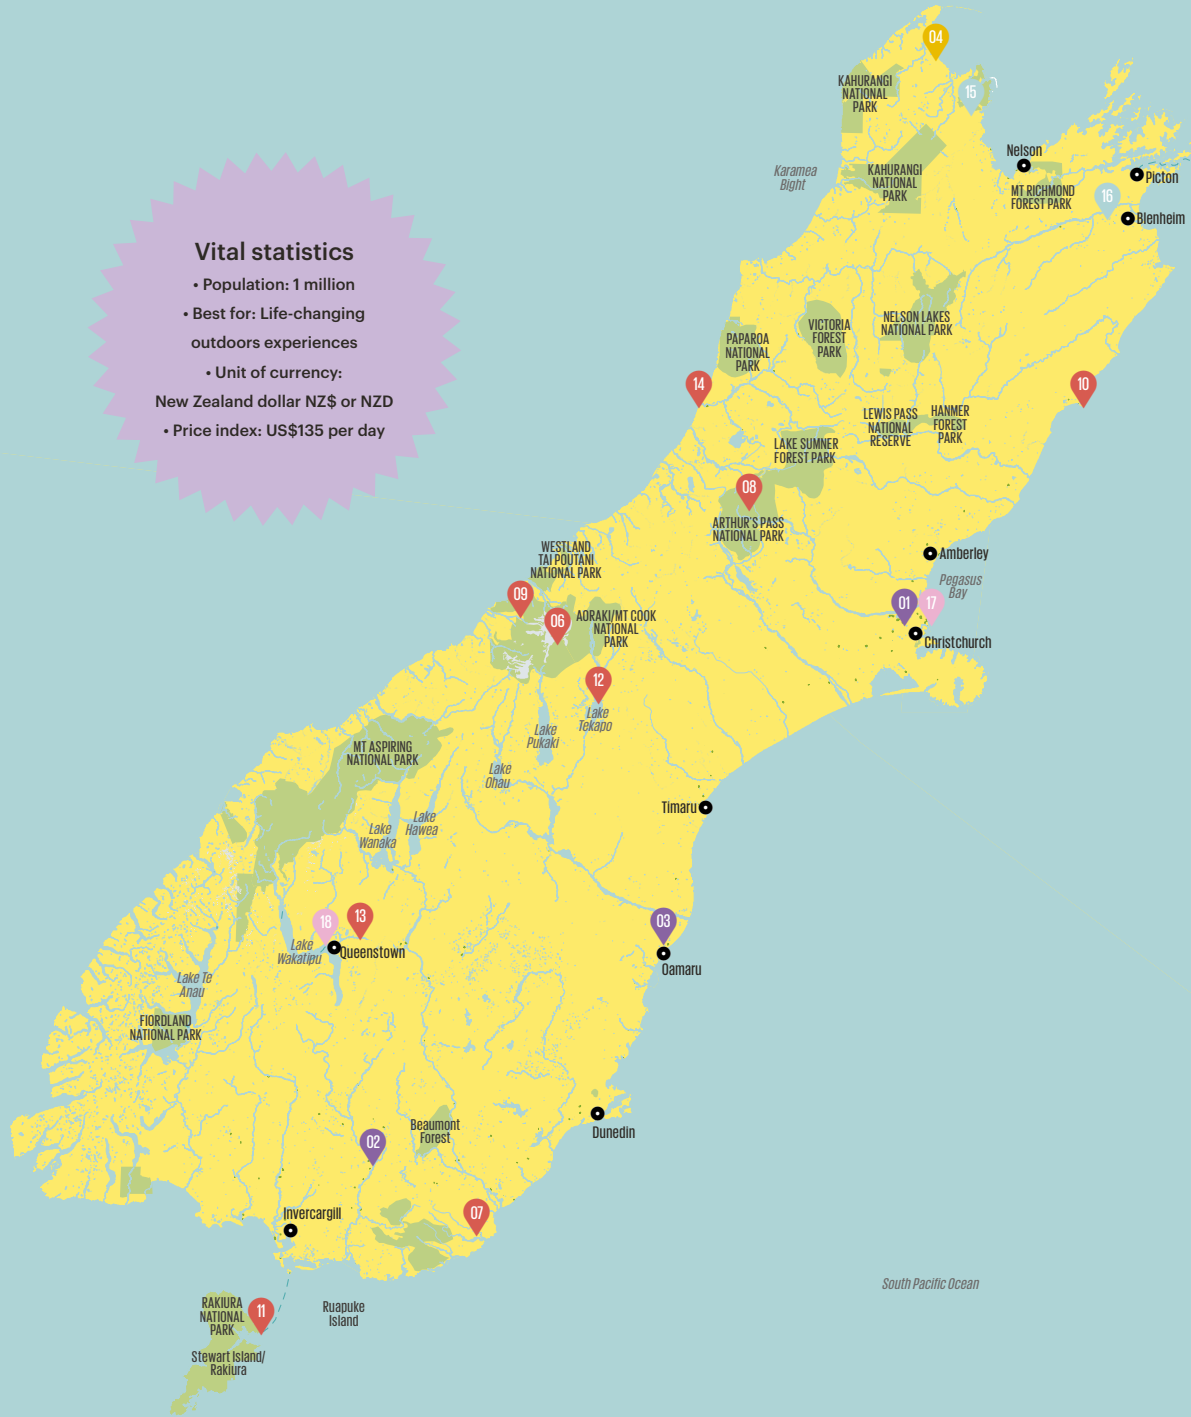 04
KAHURANGI
NATIONAL
PARK
15
Nelson
Karamea
Bight
KAHURANGI
NATIONAL
PARK
Picton
MT RICHMOND
FOREST PARK
16
Blenheim
Vital statistics
• Population: 1 million
• Best for: Life-changing
outdoors experiences
• Unit of currency:
New Zealand dollar NZ$ or NZD
• Price index: US$135 per day
NELSON LAKES
NATIONAL PARK
VICTORIA
FOREST
PARK
PAPAROA
NATIONAL
PARK
14
10
LEWIS PASS
NATIONAL
RESERVE
HANMER
FOREST
PARK
LAKE SUMNER
FOREST PARK
08
ARTHUR'S PASS
NATIONAL PARK
WESTLAND
TAI POUTANI
NATIONAL PARK
Amberley
Pegasus
Bay
09
06
AORAKI/MT COOK
NATIONAL
PARK
01
17
Christchurch
12
Lake
Tekapo
Lake
Pukaki
Lake
Ohau
MT ASPIRING
NATIONAL PARK
Timaru
Lake
Hawea
Lake
Wanaka
18
13
03
Lake
Wakatipu
Queenstown
Oamaru
Lake Te
Anau
FIORDLAND
NATIONAL PARK
Beaumont
Forest
Dunedin
02
Invercargill
07
South Pacific Ocean
RAKIURA
NATIONAL
PARK
11
Ruapuke
Island
Stewart Island/
Rakiura